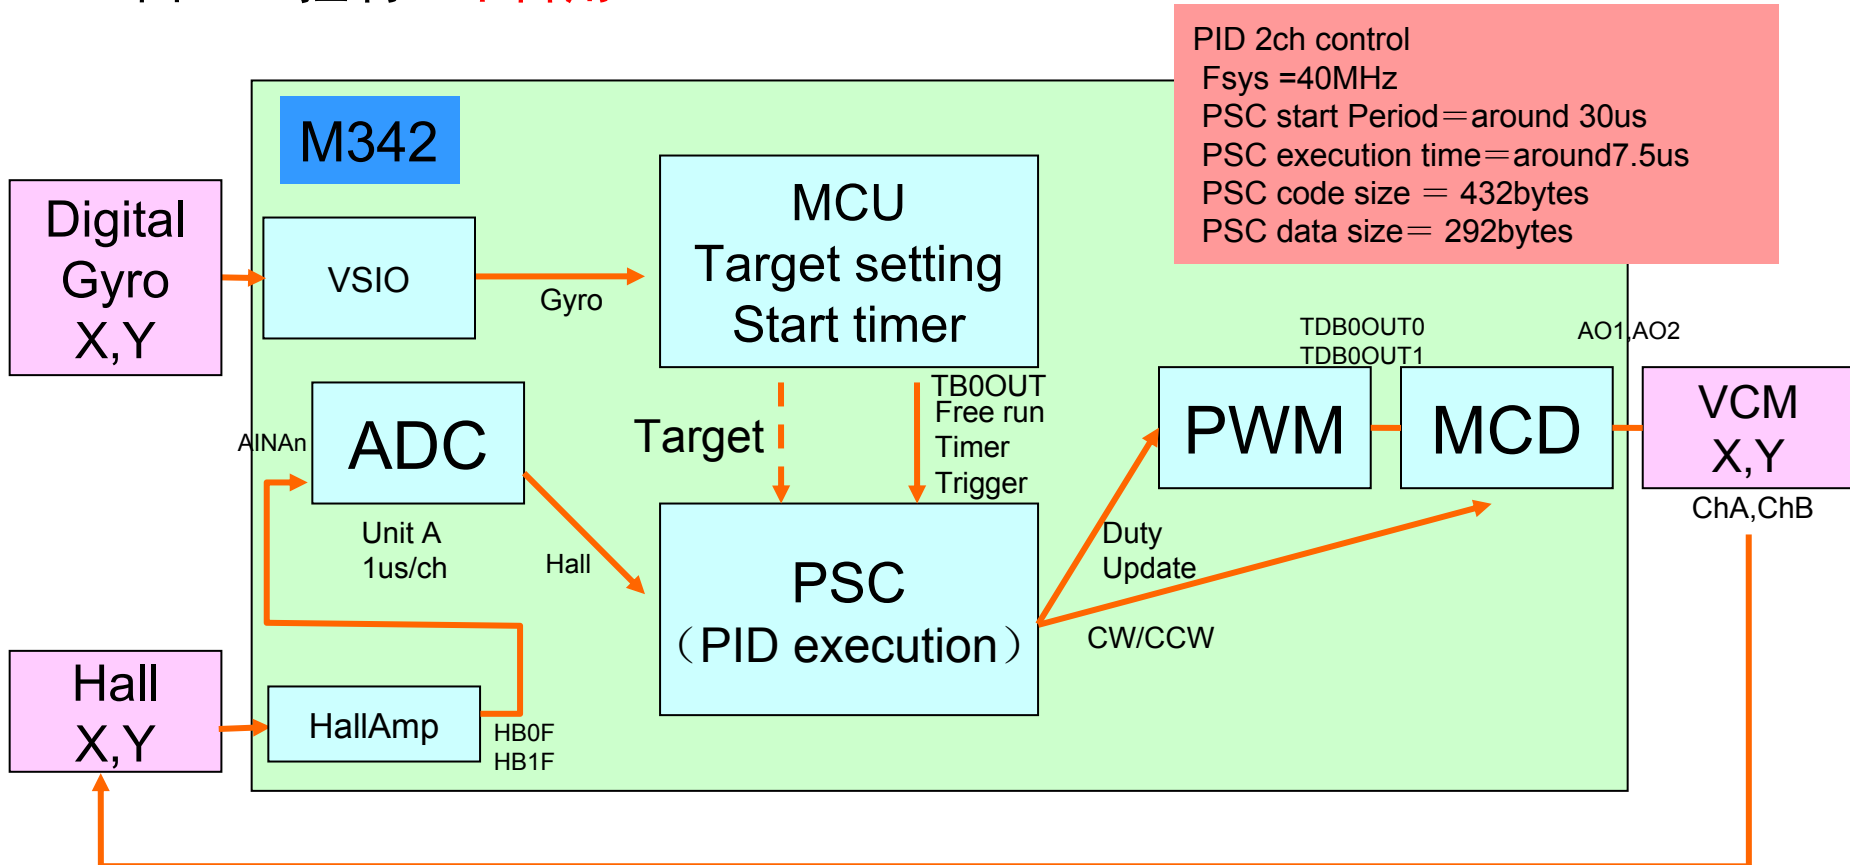 PID 2ch control
Fsys =40MHz
PSC start Period＝around 30us
PSC execution time＝around7.5us
PSC code size ＝ 432bytes
PSC data size＝ 292bytes
M342
Digital
Gyro
X,Y
VSIO
Gyro
MCU
Target setting
Start timer
TDB0OUT0
TDB0OUT1
AO1,AO2
AINAn
ADC
Unit A
1us/ch
Target
TB0OUT
Free run
Timer
Trigger
PWM
MCD
VCM
X,Y
ChA,ChB
Hall
PSC
（PID execution）
Duty
Update
CW/CCW
Hall
X,Y
HallAmp
HB0F
HB1F